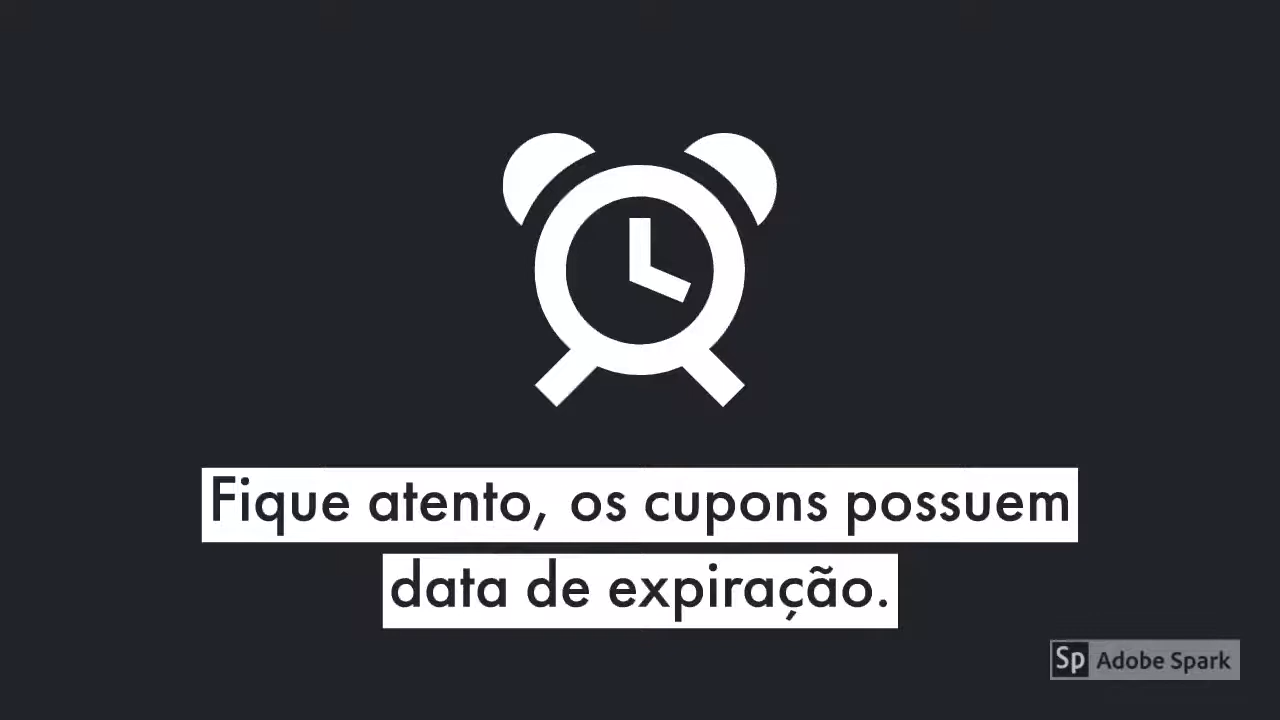 Fique atento, os cupons possuem
data de expiração.
Sp Adobe Spark